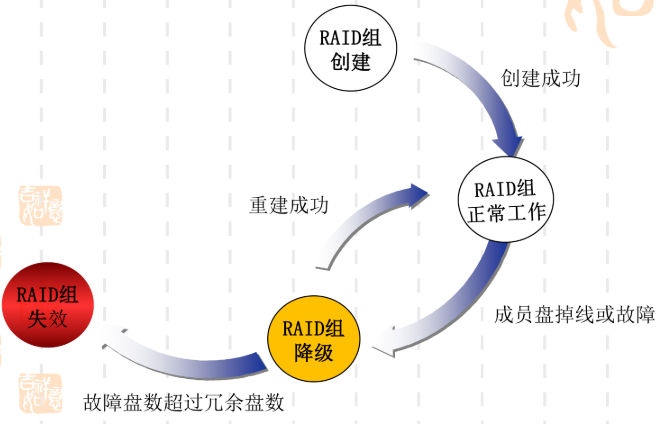 RAID组
创建
创建成功
RAID组
正常工作
重建成功
RAID组
失效
成员盘掉线或故障
RAID组
降级
故障盘数超过冗余盘数